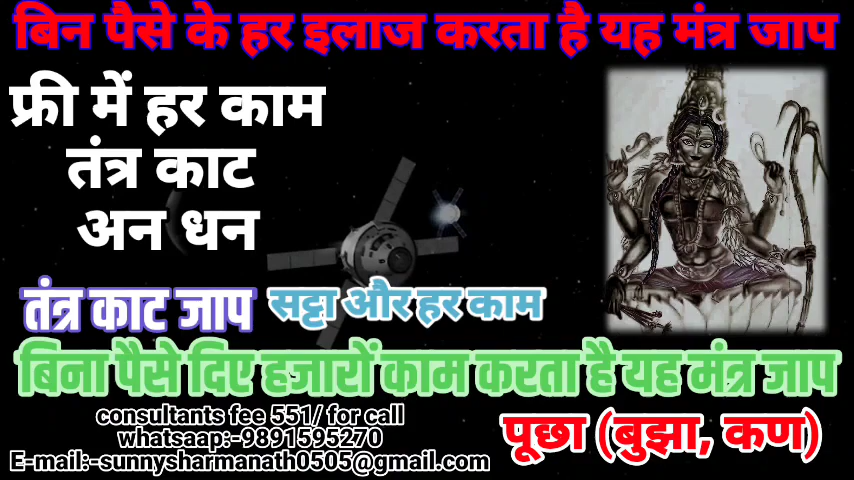 बिन पैसे के हर इलाज करता है यह मंत्र जाप
फ्री में हर काम
तंत्र काट
अन धन
तंत्र काट जाप
सट्टा और हर काम
बिना पैसे दिए हजारों काम करता है यह मंत्र जाप
consultants fee 551/ for call
whatsaap:-9891595270
E-mail:-sunnysharmanath0505@gmail.com
पूछा (बुझा, कण)